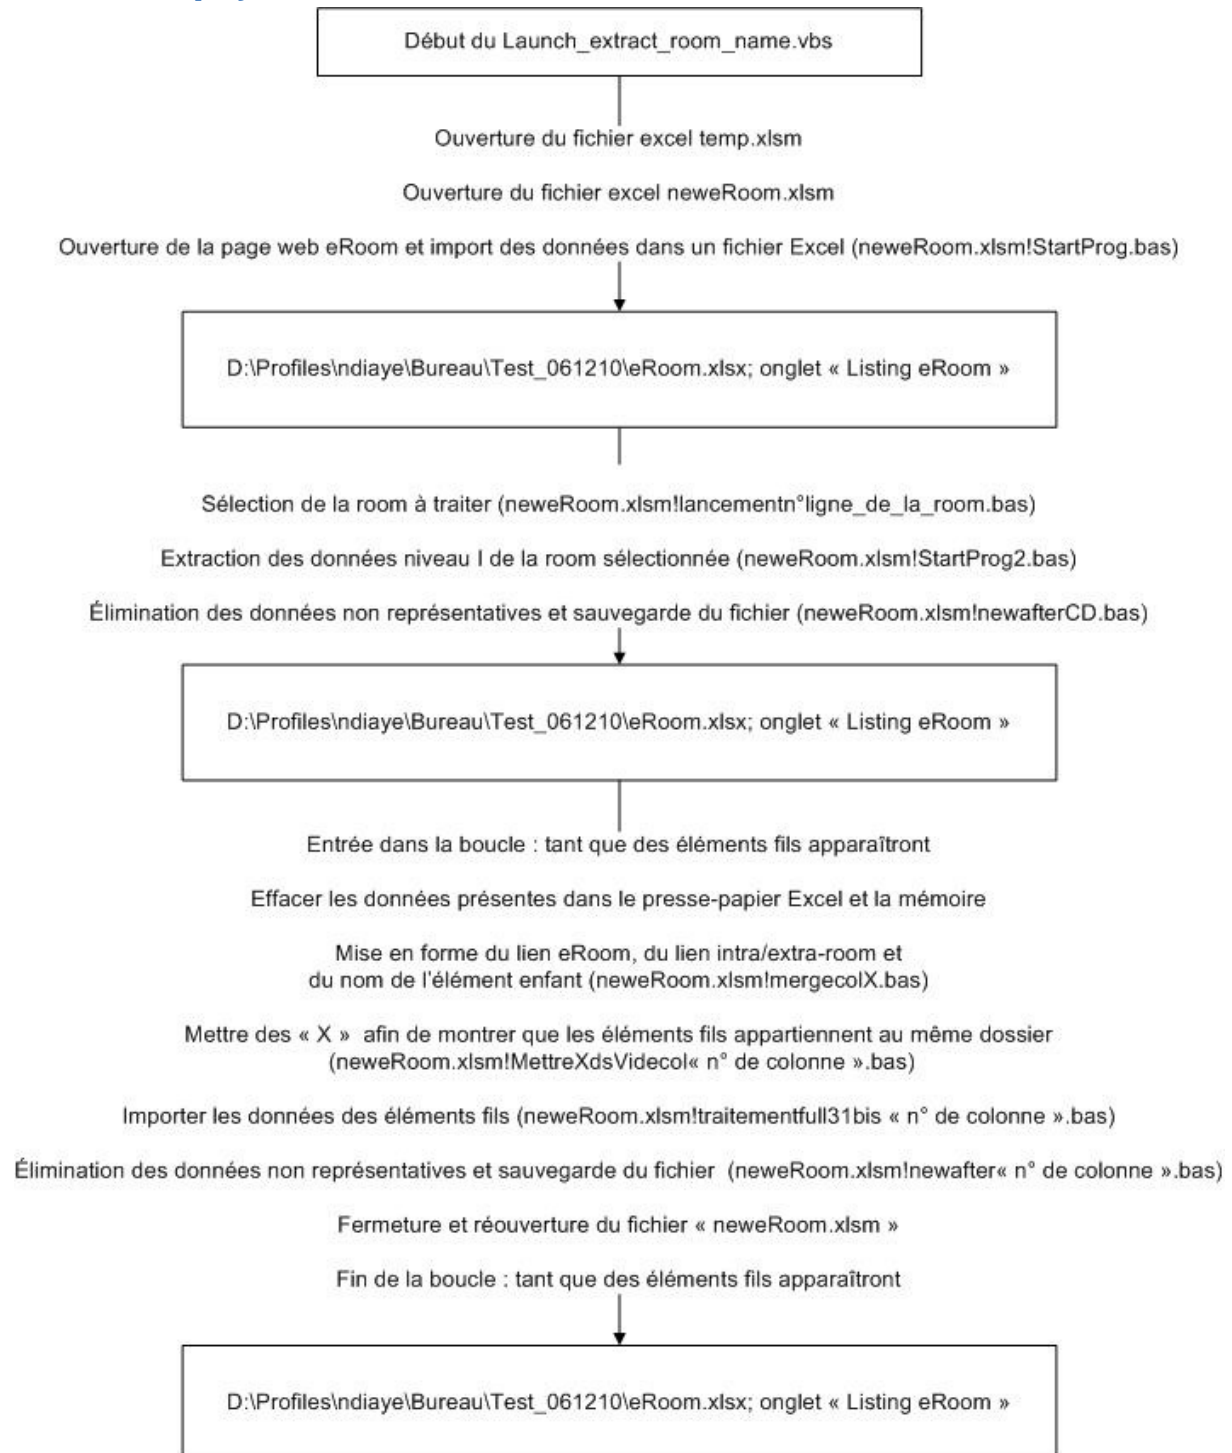 Début du Launch_extract_room_name.vbs
Ouverture du fichier excel temp.xlsm
Ouverture du fichier excel neweRoom.xlsm
Ouverture de la page web eRoom et import des données dans un fichier Excel (neweRoom.xlsm!StartProg.bas)
D:\Profiles\ndiaye\Bureau\Test_061210\eRoom.xlsx; onglet « Listing eRoom »
Sélection de la room à traiter (neweRoom.xlsm!lancementn°ligne_de_la_room.bas)
Extraction des données niveau I de la room sélectionnée (neweRoom.xlsm!StartProg2.bas)
Élimination des données non représentatives et sauvegarde du fichier (neweRoom.xlsm!newafterCD.bas)
D:\Profiles\ndiaye\Bureau\Test_061210\eRoom.xlsx; onglet « Listing eRoom »
Entrée dans la boucle : tant que des éléments fils apparaîtront
Effacer les données présentes dans le presse-papier Excel et la mémoire
Mise en forme du lien eRoom, du lien intra/extra-room et
du nom de l'élément enfant (neweRoom.xlsm!mergecolX.bas)
Mettre des « X » afin de montrer que les éléments fils appartiennent au même dossier
(neweRoom.xlsm!MettreXdsVidecol« n° de colonne ».bas)
Importer les données des éléments fils (neweRoom.xlsm!traitementfull31bis « n° de colonne ».bas)
Élimination des données non représentatives et sauvegarde du fichier (neweRoom.xlsm!newafter« n° de colonne ».bas)
Fermeture et réouverture du fichier « neweRoom.xlsm »
Fin de la boucle : tant que des éléments fils apparaîtront
D:\Profiles\ndiaye\Bureau\Test_061210\eRoom.xlsx; onglet « Listing eRoom »